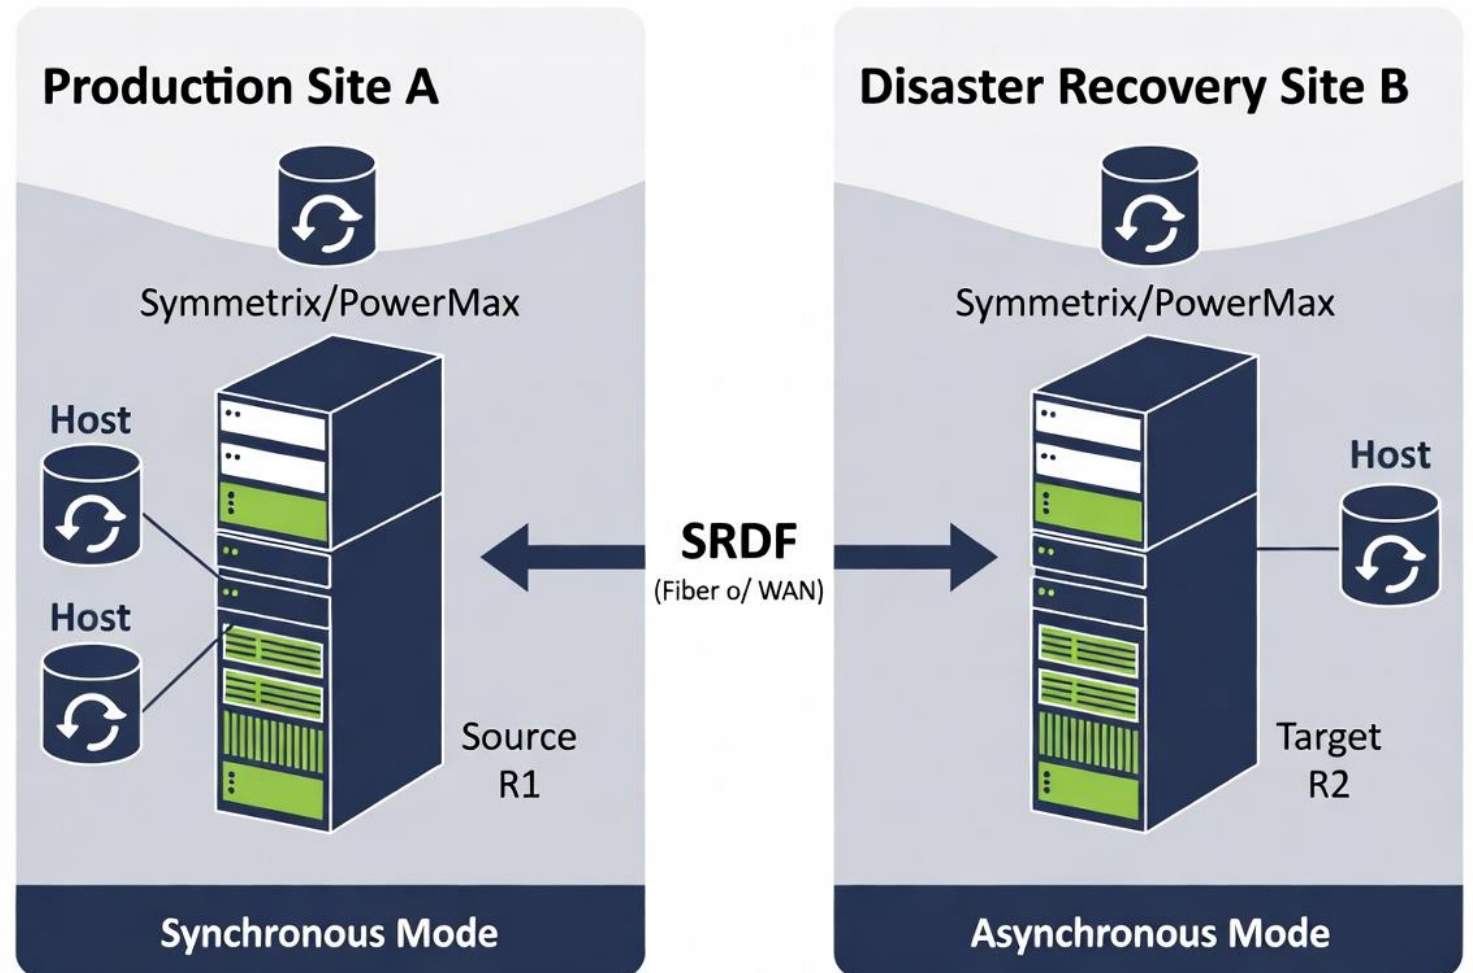 Production Site A
Symmetrix/PowerMax
Host
Host
Source
R1
Synchronous Mode
SRDF
(Fiber o/ WAN)
Disaster Recovery Site B
Symmetrix/PowerMax
Host
Target
R2
Asynchronous Mode